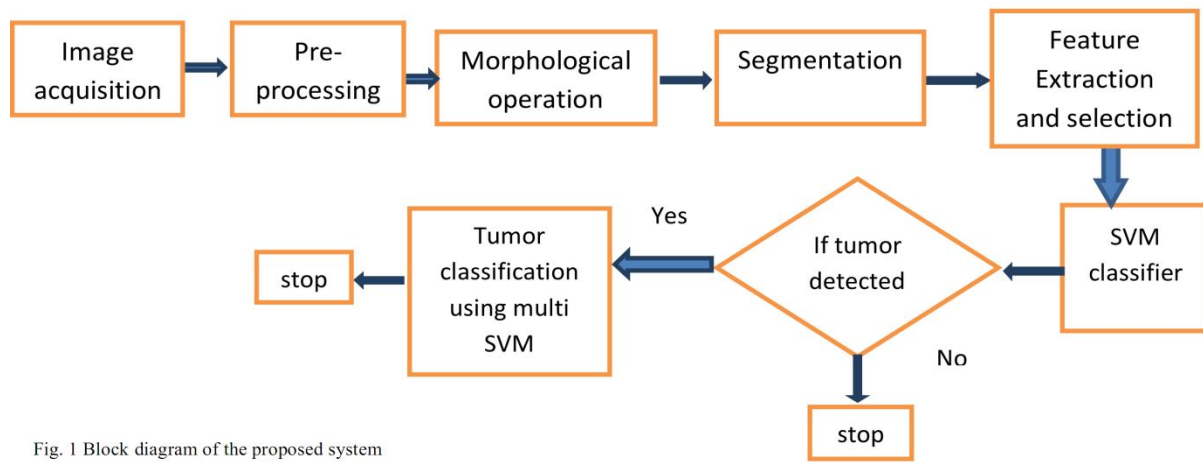 Image
acquisition
Pre-
processing
Morphological
operation
Segmentation
Feature
Extraction
and selection
SVM
classifier
If tumor
detected
Yes
Tumor
classification
using multi
SVM
stop
No
stop
Fig. 1 Block diagram of the proposed system